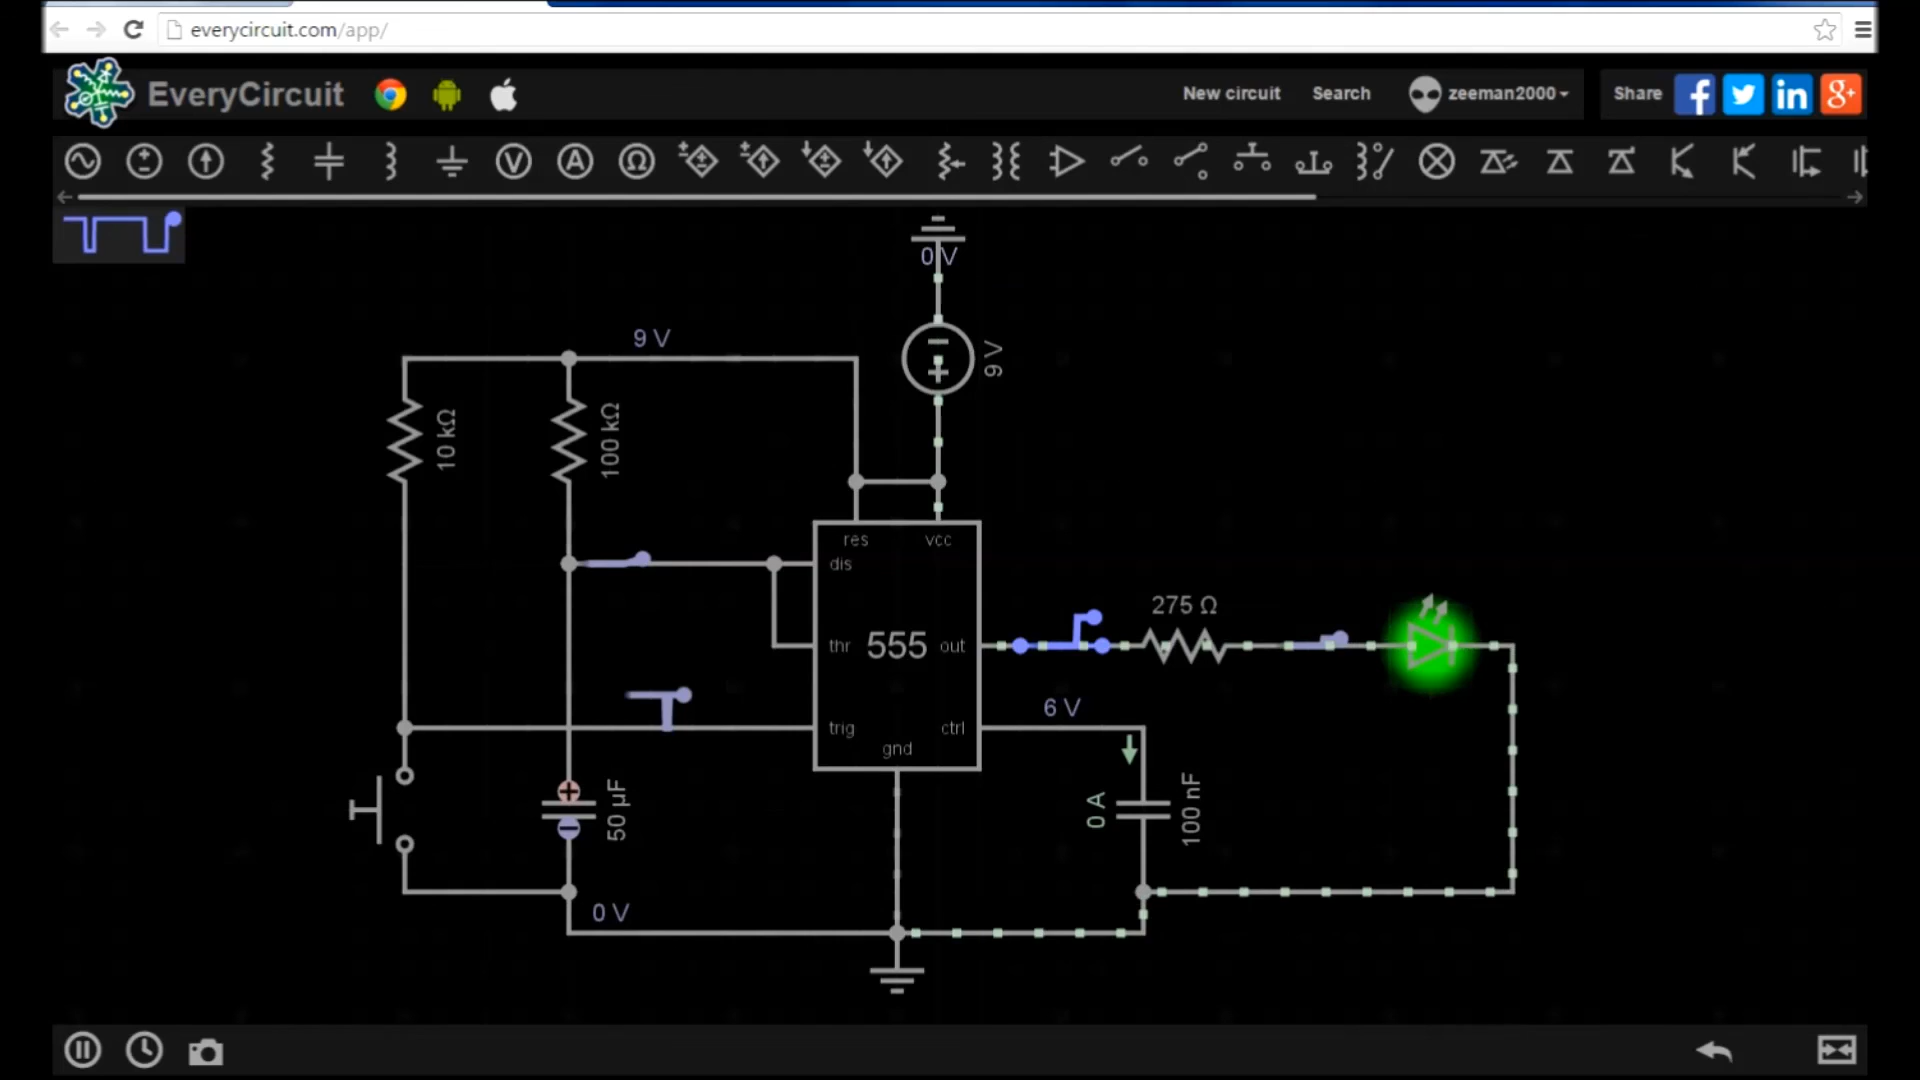 everycircuit.com/app/
EveryCircuit
New circuit
Search
zeeman2000
Share
0 V
9 V
9 V
10 kΩ
100 kΩ
res
vcc
dis
thr
555
out
275 Ω
trig
ctrl
gnd
6 V
50 µF
0 A
100 nF
0 V